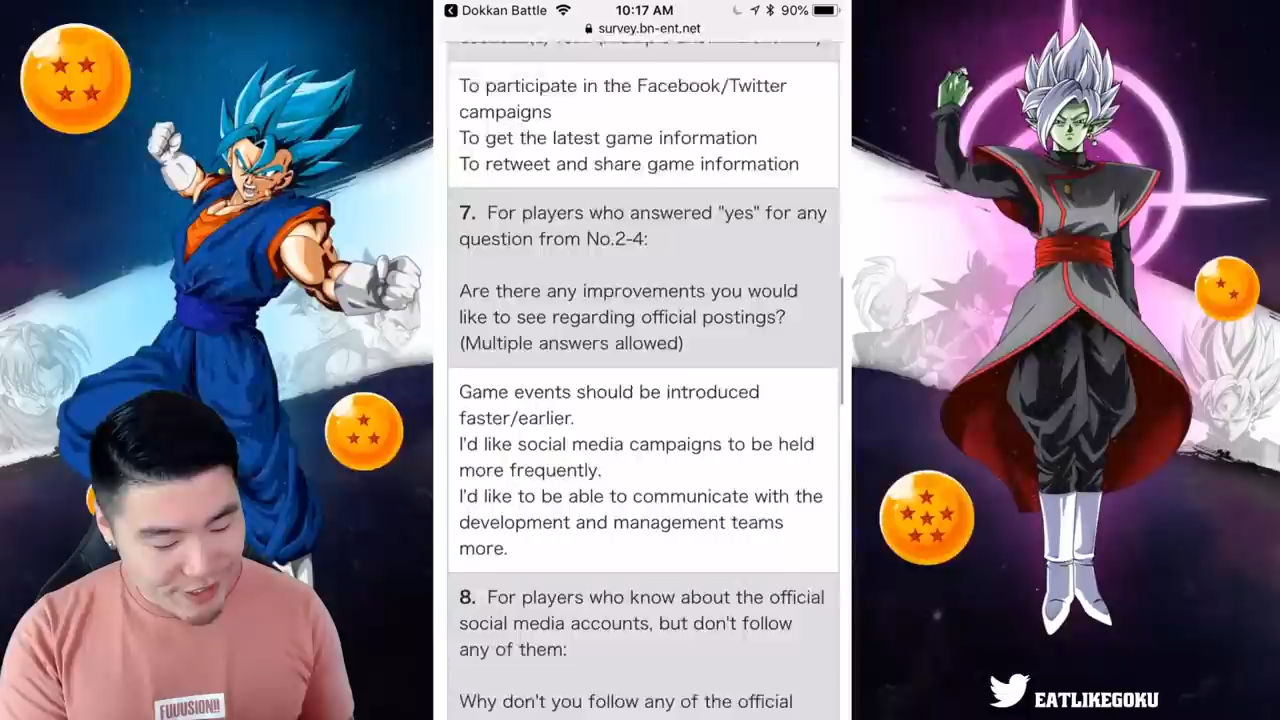 Dokkan Battle
10:17 AM
90%
survey.bn-ent.net
To participate in the Facebook/Twitter
campaigns
To get the latest game information
To retweet and share game information
7. For players who answered "yes" for any
question from No.2-4:
Are there any improvements you would
like to see regarding official postings?
(Multiple answers allowed)
Game events should be introduced
faster/earlier.
I'd like social media campaigns to be held
more frequently.
I'd like to be able to communicate with the
development and management teams
more.
8. For players who know about the official
social media accounts, but don't follow
any of them:
Why don't you follow any of the official
FUUUSION!!
EATLIKEGOKU